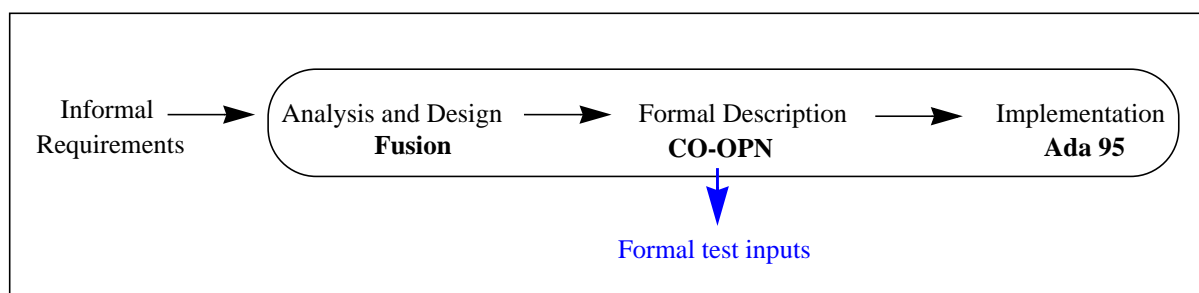 Informal
Requirements
Analysis and Design
Fusion
Formal Description
CO-OPN
Implementation
Ada 95
Formal test inputs